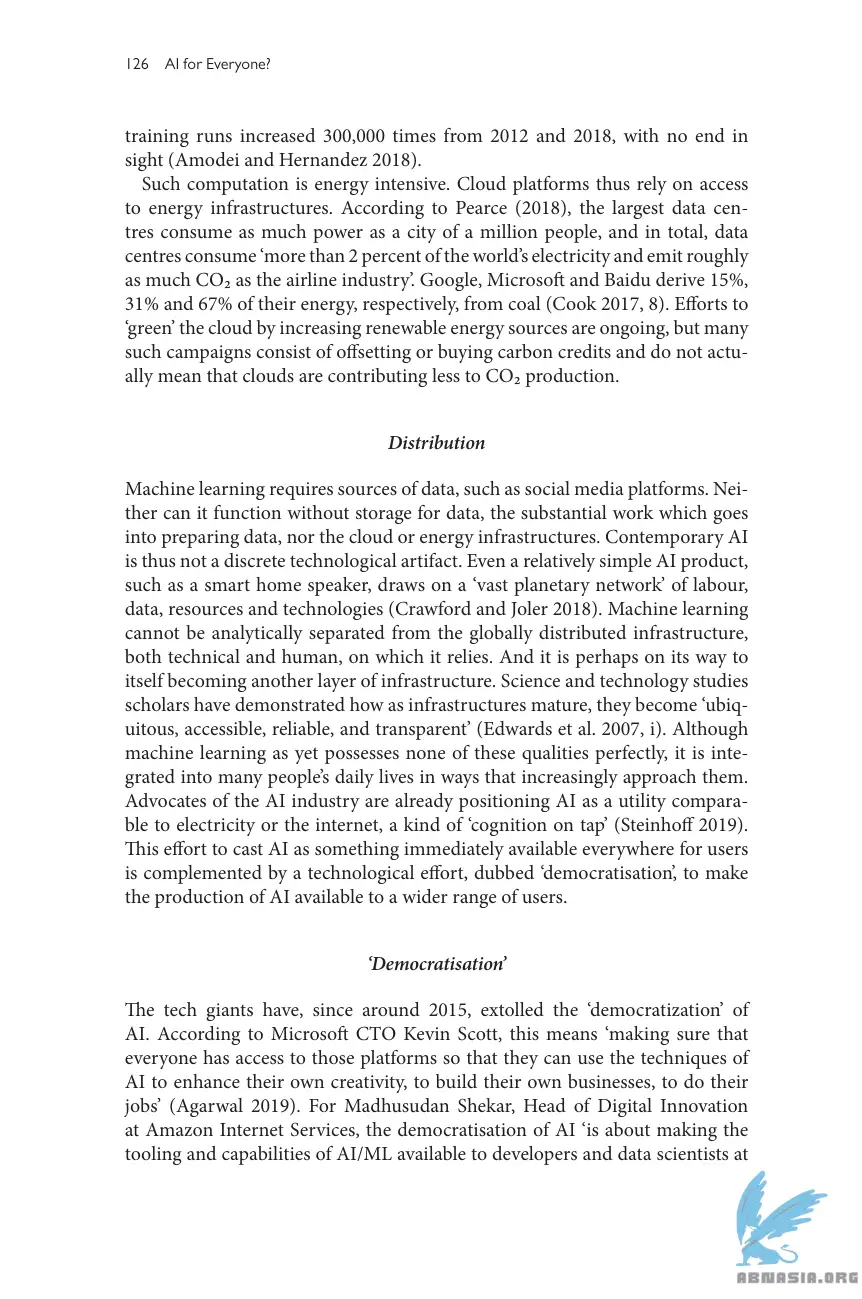 126 AI for Everyone?
training runs increased 300,000 times from 2012 and 2018, with no end in
sight (Amodei and Hernandez 2018).
Such computation is energy intensive. Cloud platforms thus rely on access
to energy infrastructures. According to Pearce (2018), the largest data cen-
tres consume as much power as a city of a million people, and in total, data
centres consume ‘more than 2 percent of the world’s electricity and emit roughly
as much CO₂ as the airline industry’. Google, Microsoft and Baidu derive 15%,
31% and 67% of their energy, respectively, from coal (Cook 2017, 8). Efforts to
‘green’ the cloud by increasing renewable energy sources are ongoing, but many
such campaigns consist of offsetting or buying carbon credits and do not actu-
ally mean that clouds are contributing less to CO₂ production.
Distribution
Machine learning requires sources of data, such as social media platforms. Nei-
ther can it function without storage for data, the substantial work which goes
into preparing data, nor the cloud or energy infrastructures. Contemporary AI
is thus not a discrete technological artifact. Even a relatively simple AI product,
such as a smart home speaker, draws on a ‘vast planetary network’ of labour,
data, resources and technologies (Crawford and Joler 2018). Machine learning
cannot be analytically separated from the globally distributed infrastructure,
both technical and human, on which it relies. And it is perhaps on its way to
itself becoming another layer of infrastructure. Science and technology studies
scholars have demonstrated how as infrastructures mature, they become ‘ubiq-
uitous, accessible, reliable, and transparent’ (Edwards et al. 2007, i). Although
machine learning as yet possesses none of these qualities perfectly, it is inte-
grated into many people’s daily lives in ways that increasingly approach them.
Advocates of the AI industry are already positioning AI as a utility compara-
ble to electricity or the internet, a kind of ‘cognition on tap’ (Steinhoff 2019).
This effort to cast AI as something immediately available everywhere for users
is complemented by a technological effort, dubbed ‘democratisation’, to make
the production of AI available to a wider range of users.
‘Democratisation’
The tech giants have, since around 2015, extolled the ‘democratization’ of
AI. According to Microsoft CTO Kevin Scott, this means ‘making sure that
everyone has access to those platforms so that they can use the techniques of
AI to enhance their own creativity, to build their own businesses, to do their
jobs’ (Agarwal 2019). For Madhusudan Shekar, Head of Digital Innovation
at Amazon Internet Services, the democratisation of AI ‘is about making the
tooling and capabilities of AI/ML available to developers and data scientists at
ABNASIA.ORG